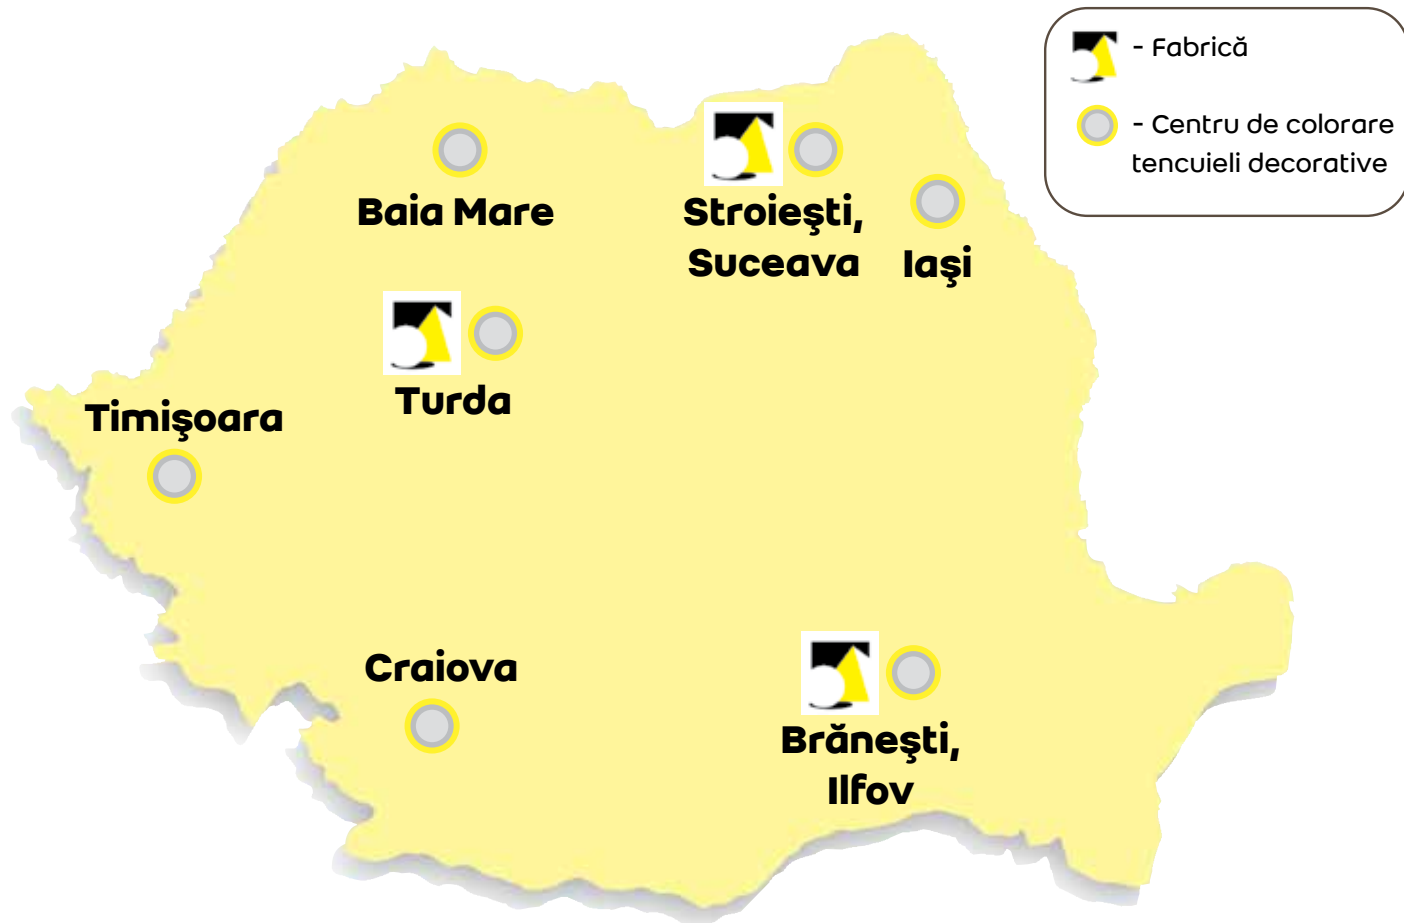 - Fabrică
- Centru de colorare
tencuieli decorative
Baia Mare
Stroieşti,
Suceava
Iaşi
Turda
Timişoara
Craiova
Brăneşti,
Ilfov